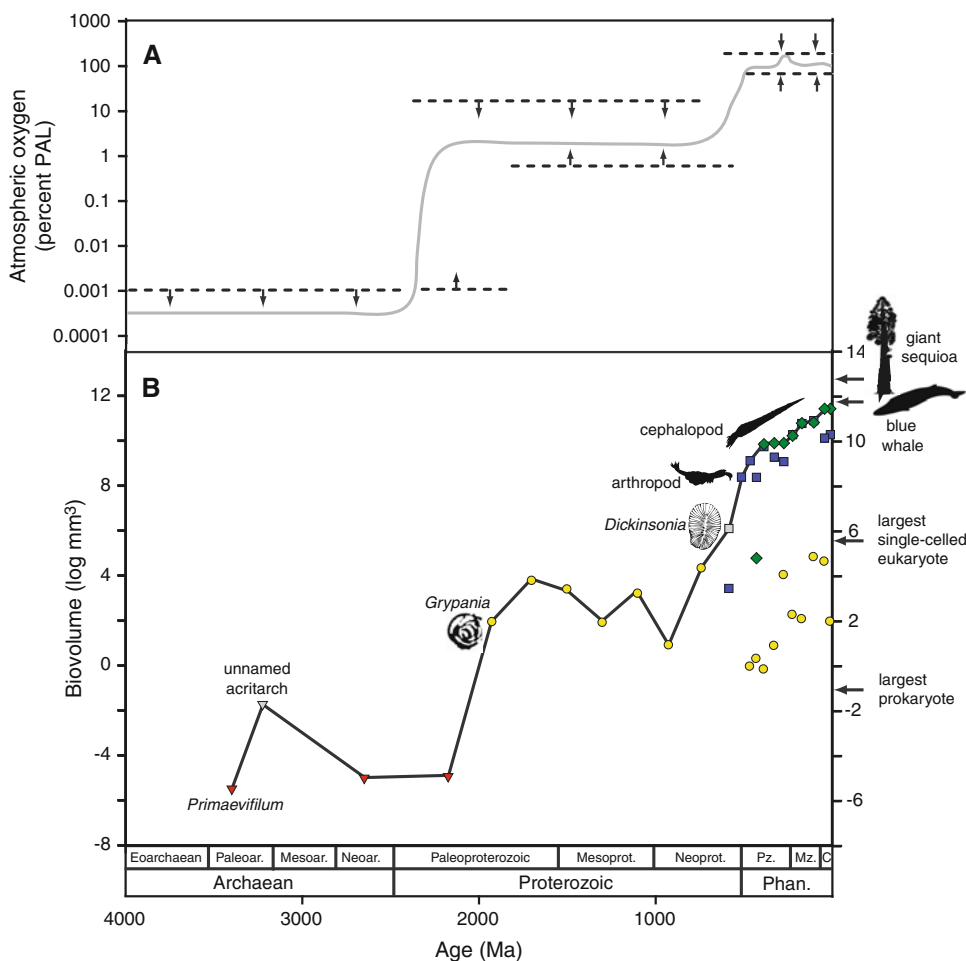 A
Atmospheric oxygen
(percent PAL)
1000
100
10
1
0.1
0.01
0.001
0.0001
B
Biovolume (log mm³)
12
8
4
0
-4
-8
14
10
6
2
-2
-6
giant
sequioa
blue
whale
cephalopod
arthropod
Dickinsonia
largest
single-celled
eukaryote
Grypania
unnamed
acritarch
largest
prokaryote
Primaevifilum
Eoarchaean Paleoar. Mesoar. Neoar. Paleoproterozoic Mesoprot. Neoprot. Pz. Mz. C
Archaean Proterozoic Phan.
4000 3000 2000 1000
Age (Ma)